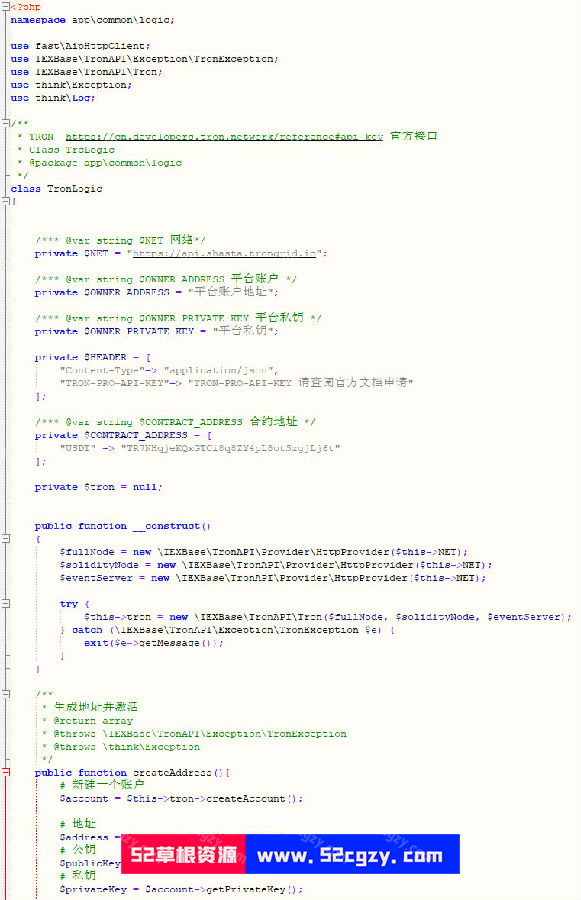 <?php
namespace app\common\logic;
use fast\AipHttpClient;
use IEXBase\TronAPI\Exception\TronException;
use IEXBase\TronAPI\Tron;
use think\Exception;
use think\Log;
/**
* TRON https://cn.developers.tron.network/reference#api-key 官方接口
* Class TrcLogic
* @package app\common\logic
*/
class TronLogic
{
/*** @var string $NET 网络*/
private $NET = "https://api.shasta.trongrid.io";
/*** @var string $OWNER_ADDRESS 平台账户 */
private $OWNER_ADDRESS = "平台账户地址";
/*** @var string $OWNER_PRIVATE_KEY 平台私钥 */
private $OWNER_PRIVATE_KEY = "平台私钥";
private $HEADER = [
"Content-Type"=> "application/json",
"TRON-PRO-API-KEY"=> "TRON-PRO-API-KEY 请查阅官方文档申请"
];
/*** @var string $CONTRACT_ADDRESS 合约地址 */
private $CONTRACT_ADDRESS = [
"USDT" => "TR7NHqjeKQxGTCi8q8ZY4pL8otSzgjLj6t"
];
private $tron = null;
public function __construct()
{
$fullNode = new \IEXBase\TronAPI\Provider\HttpProvider($this->NET);
$solidityNode = new \IEXBase\TronAPI\Provider\HttpProvider($this->NET);
$eventServer = new \IEXBase\TronAPI\Provider\HttpProvider($this->NET);
try {
$this->tron = new \IEXBase\TronAPI\Tron($fullNode, $solidityNode, $eventServer);
} catch (\IEXBase\TronAPI\Exception\TronException $e) {
exit($e->getMessage());
}
}
/**
* 生成地址并激活
* @return array
* @throws \IEXBase\TronAPI\Exception\TronException
* @throws \think\Exception
*/
public function createAddress(){
# 新建一个账户
$account = $this->tron->createAccount();
# 地址
$address =
# 公钥
$publicKey
# 私钥
$privateKey = $account->getPrivateKey();
52草根资源 www.52cgzy.com